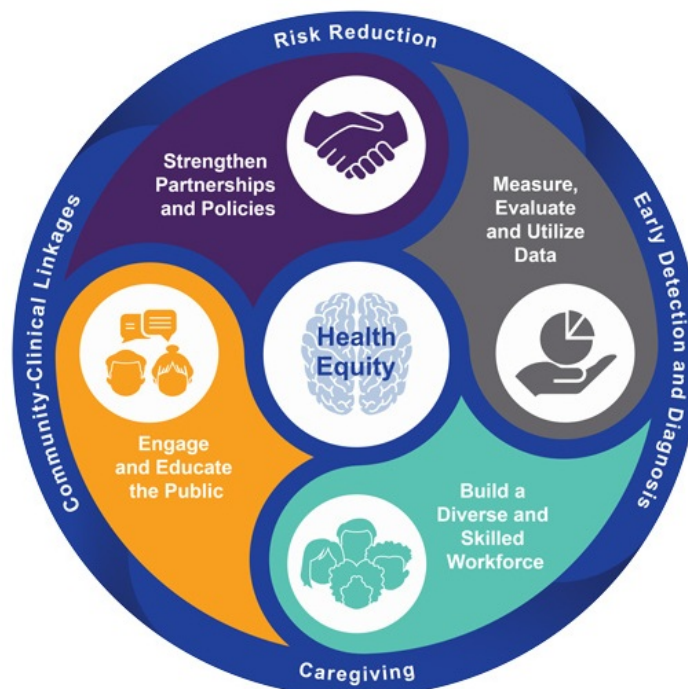 Risk Reduction
Strengthen
Partnerships
and Policies
Measure,
Evaluate
and Utilize
Data
Community-Clinical Linkages
Early Detection and Diagnosis
Health
Equity
Engage
and Educate
the Public
Build a
Diverse and
Skilled
Workforce
Caregiving